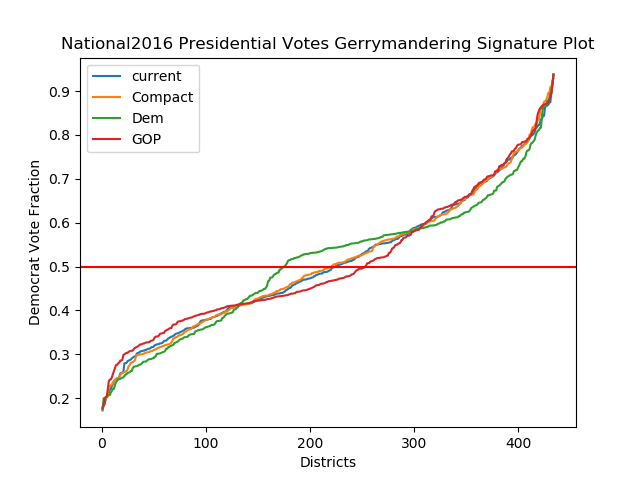 National2016 Presidential Votes Gerrymandering Signature Plot
current
Compact
Dem
GOP
Democrat Vote Fraction
0.9
0.8
0.7
0.6
0.5
0.4
0.3
0.2
0 100 200 300 400
Districts